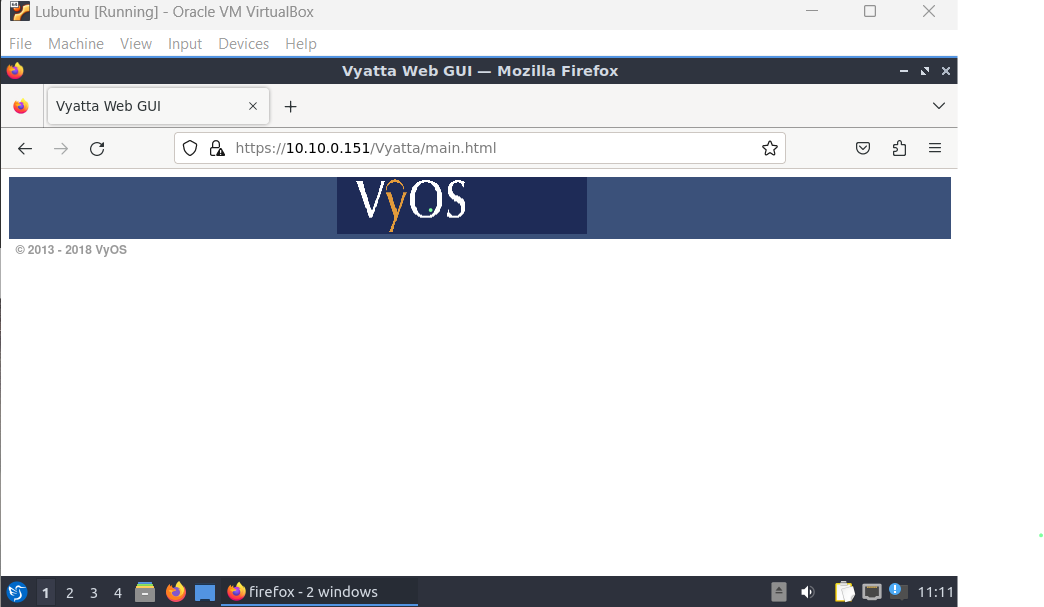 Lubuntu [Running] - Oracle VM VirtualBox
File Machine View Input Devices Help
Vyatta Web GUI — Mozilla Firefox
Vyatta Web GUI
https://10.10.0.151/Vyatta/main.html
VyOS
© 2013 - 2018 VyOS
1 2 3 4 firefox - 2 windows 11:11